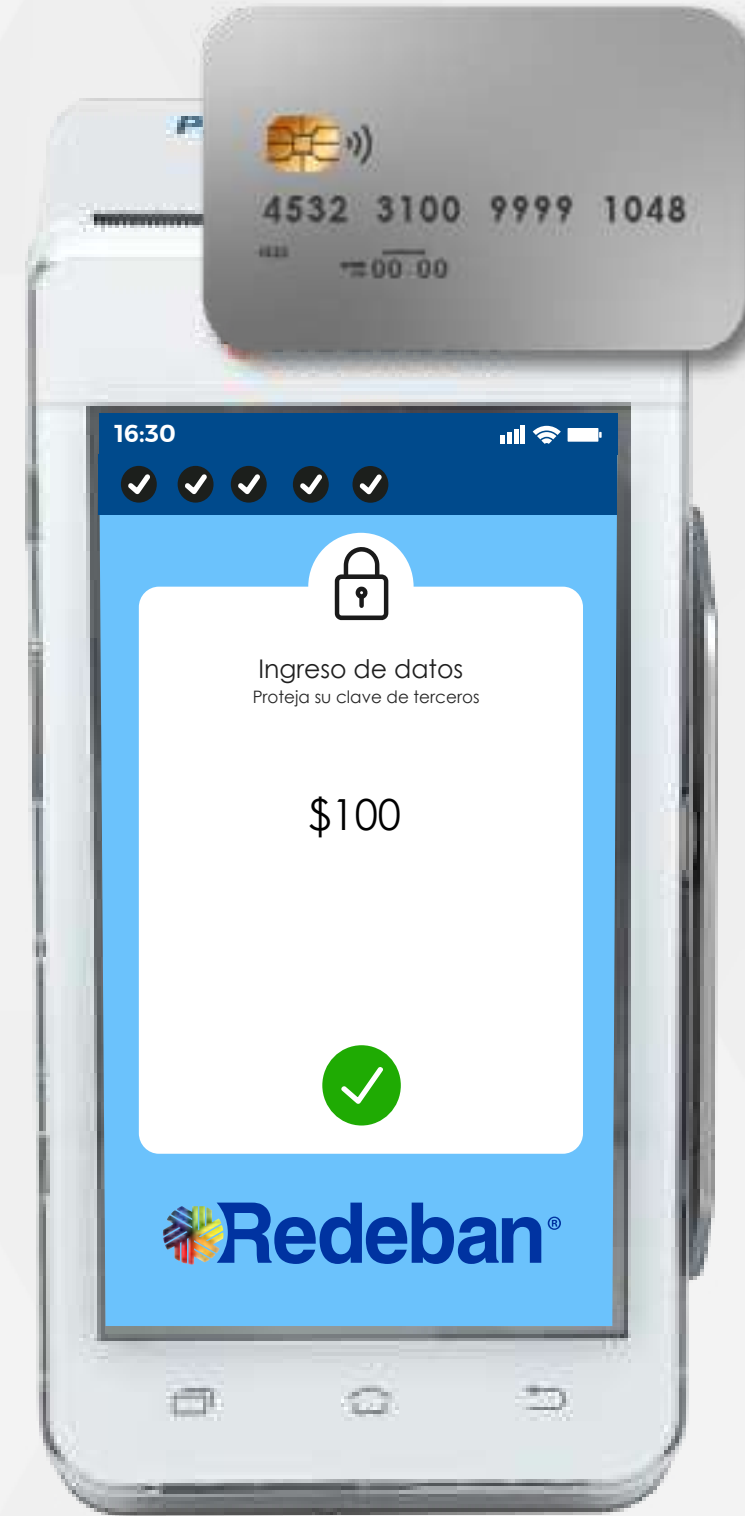 4532 3100 9999 1048
00 00
16:30
Ingreso de datos
Proteja su clave de terceros
$100
Redeban®